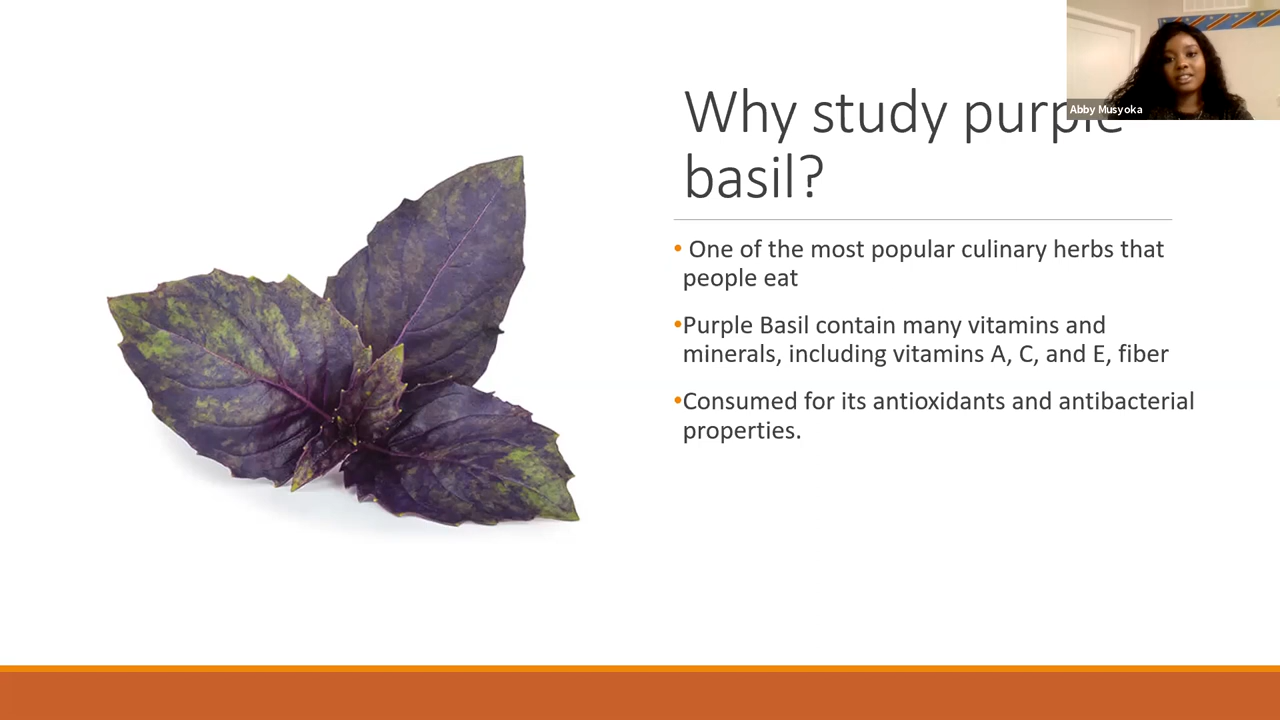 Abby Musyoka
Why study purple
basil?
• One of the most popular culinary herbs that
people eat
•Purple Basil contain many vitamins and
minerals, including vitamins A, C, and E, fiber
•Consumed for its antioxidants and antibacterial
properties.